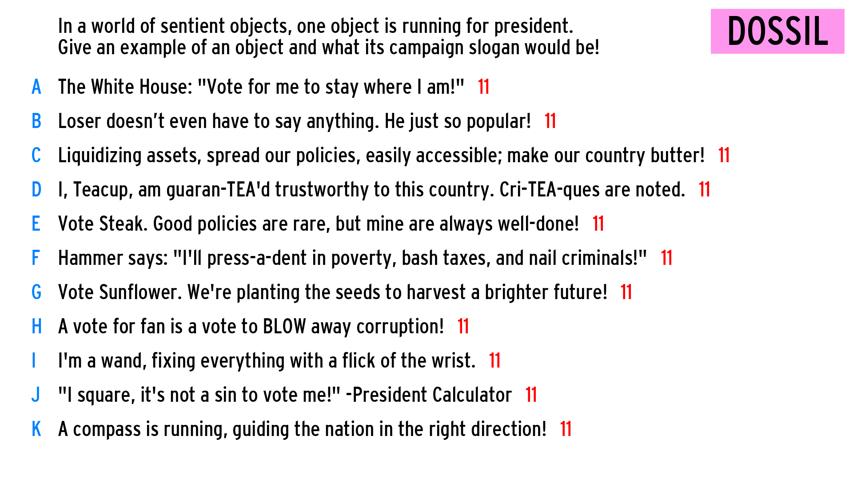 In a world of sentient objects, one object is running for president.
Give an example of an object and what its campaign slogan would be!
DOSSIL
A The White House: "Vote for me to stay where I am!" 11
B Loser doesn’t even have to say anything. He just so popular! 11
C Liquidizing assets, spread our policies, easily accessible; make our country butter! 11
D I, Teacup, am guaran-TEA'd trustworthy to this country. Cri-TEA-ques are noted. 11
E Vote Steak. Good policies are rare, but mine are always well-done! 11
F Hammer says: "I'll press-a-dent in poverty, bash taxes, and nail criminals!" 11
G Vote Sunflower. We're planting the seeds to harvest a brighter future! 11
H A vote for fan is a vote to BLOW away corruption! 11
I I'm a wand, fixing everything with a flick of the wrist. 11
J "I square, it's not a sin to vote me!" -President Calculator 11
K A compass is running, guiding the nation in the right direction! 11